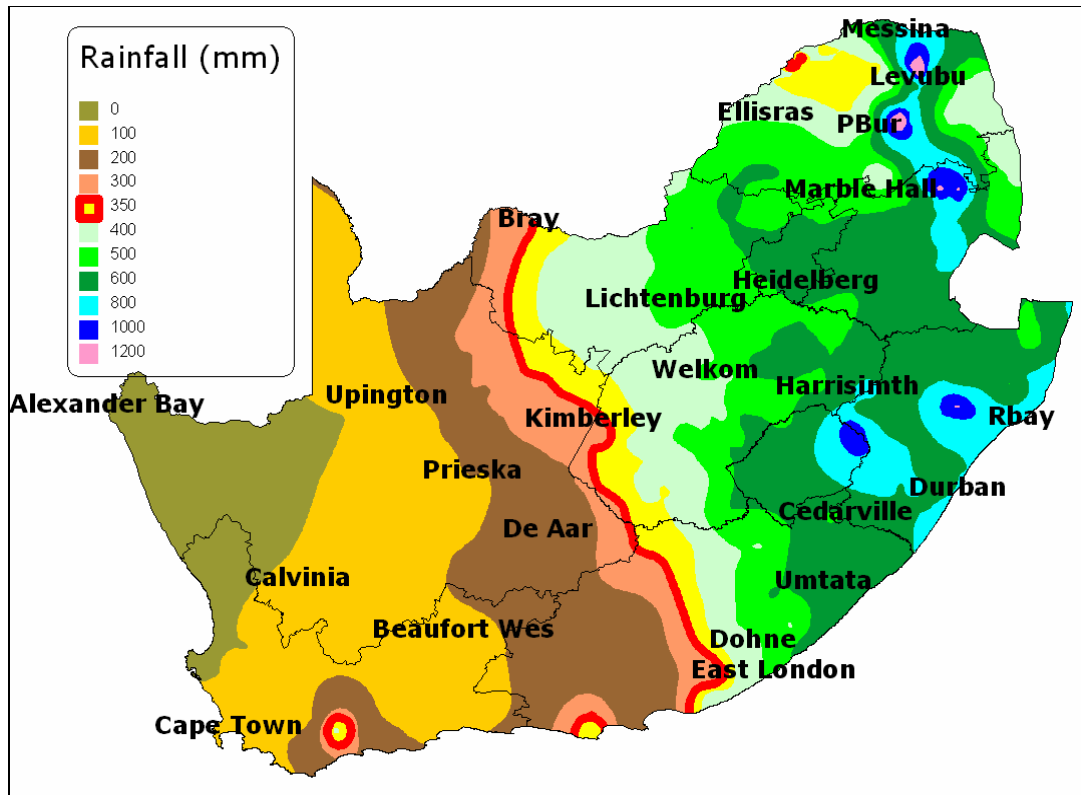 Rainfall (mm)
0
100
200
300
350
400
500
600
800
1000
1200
Messina
Levubu
Ellisras
PBur
Marble Hall
Bray
Heidelberg
Lichtenburg
Welkom
Harrisimth
Upington
Alexander Bay
Kimberley
Rbay
Prieska
Durban
Cedarville
De Aar
Calvinia
Umtata
Beaufort Wes
Dohne
East London
Cape Town